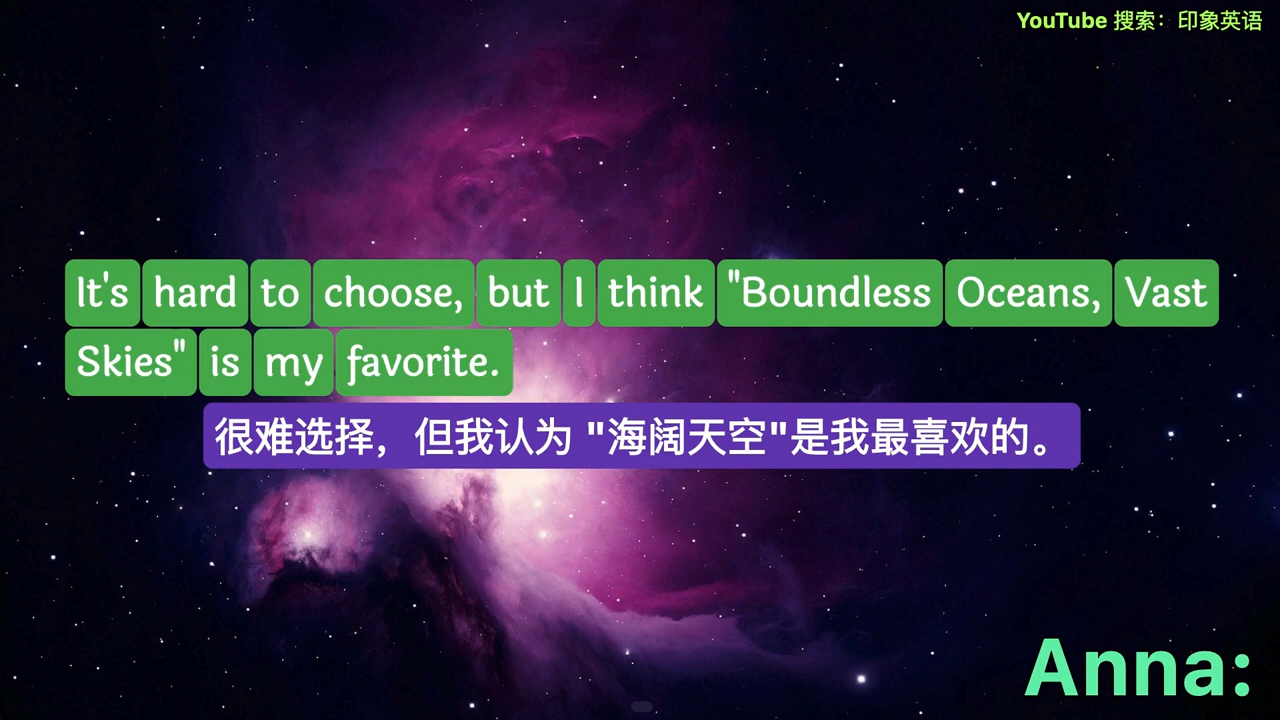 YouTube 搜索：印象英语
It's hard to choose, but I think "Boundless Oceans, Vast
Skies" is my favorite.
很难选择，但我认为 "海阔天空"是我最喜欢的。
Anna: